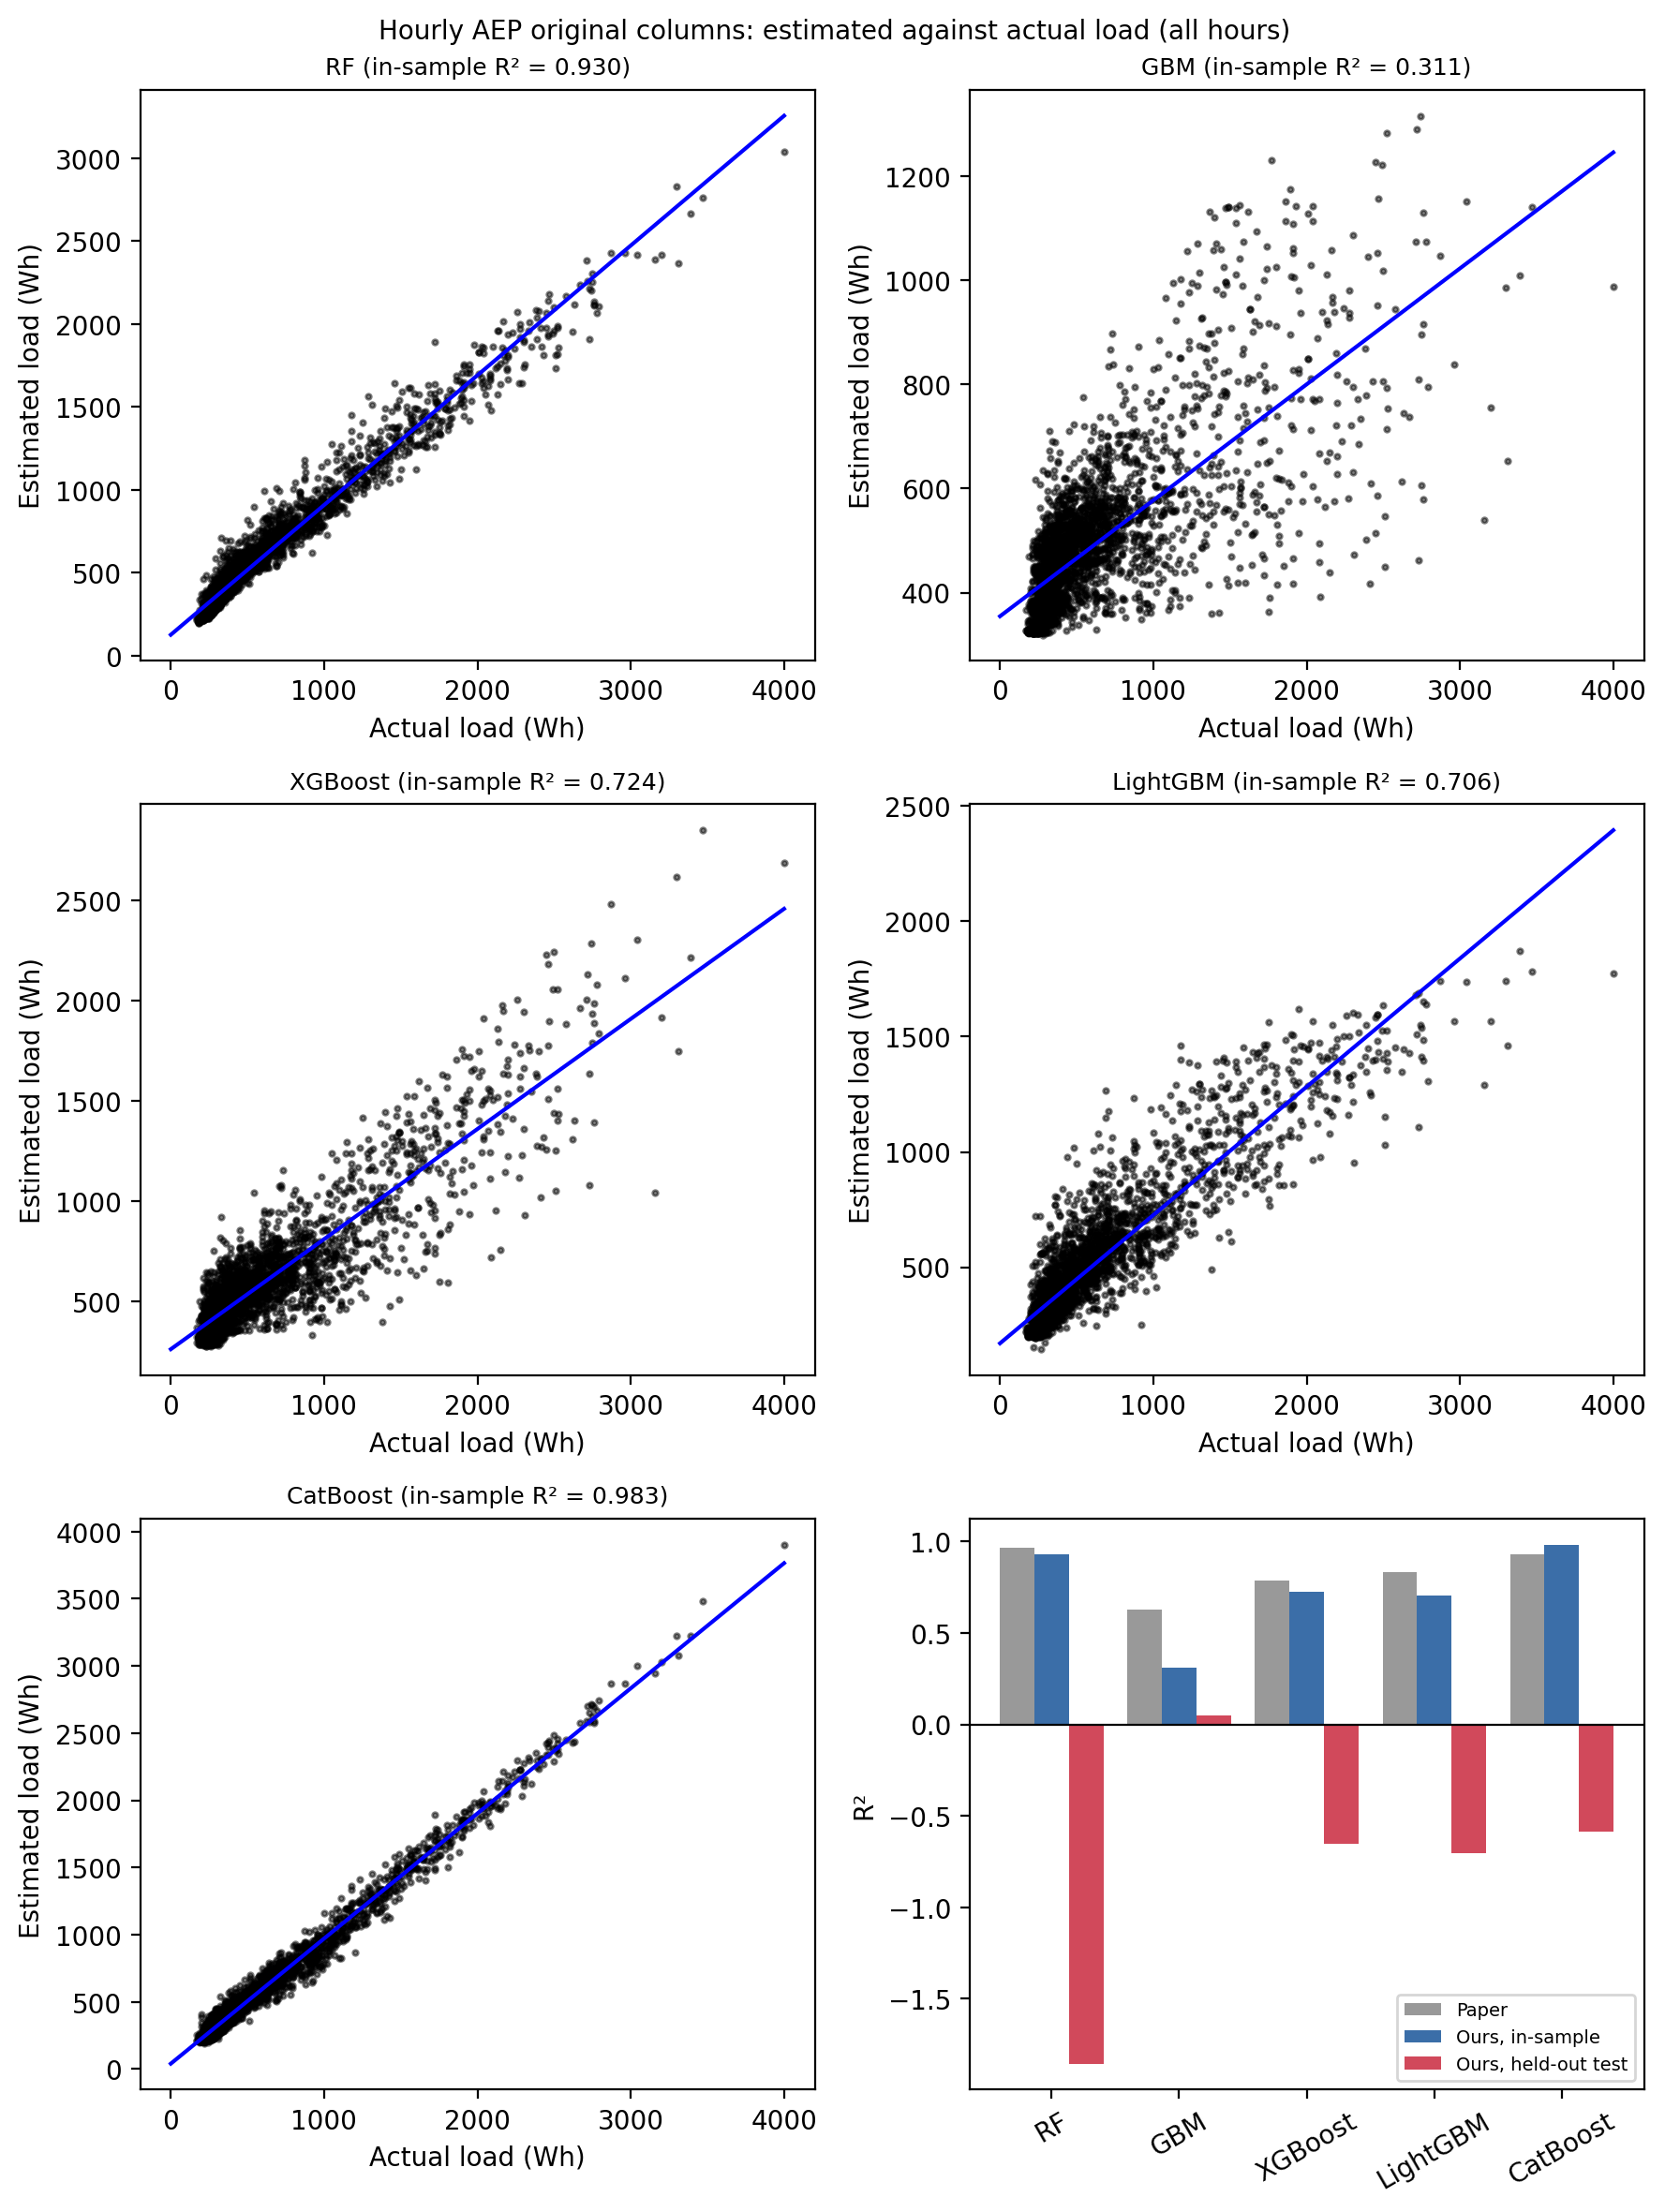 Hourly AEP original columns: estimated against actual load (all hours)
RF (in-sample R² = 0.930)
3000
2500
2000
1500
1000
500
0
Estimated load (Wh)
0 1000 2000 3000 4000
Actual load (Wh)
GBM (in-sample R² = 0.311)
1200
1000
800
600
400
Estimated load (Wh)
0 1000 2000 3000 4000
Actual load (Wh)
XGBoost (in-sample R² = 0.724)
2500
2000
1500
1000
500
Estimated load (Wh)
0 1000 2000 3000 4000
Actual load (Wh)
LightGBM (in-sample R² = 0.706)
2500
2000
1500
1000
500
Estimated load (Wh)
0 1000 2000 3000 4000
Actual load (Wh)
CatBoost (in-sample R² = 0.983)
4000
3500
3000
2500
2000
1500
1000
500
0
Estimated load (Wh)
0 1000 2000 3000 4000
Actual load (Wh)
1.0
0.5
0.0
−0.5
−1.0
−1.5
R²
Paper
Ours, in-sample
Ours, held-out test
RF GBM XGBoost LightGBM CatBoost